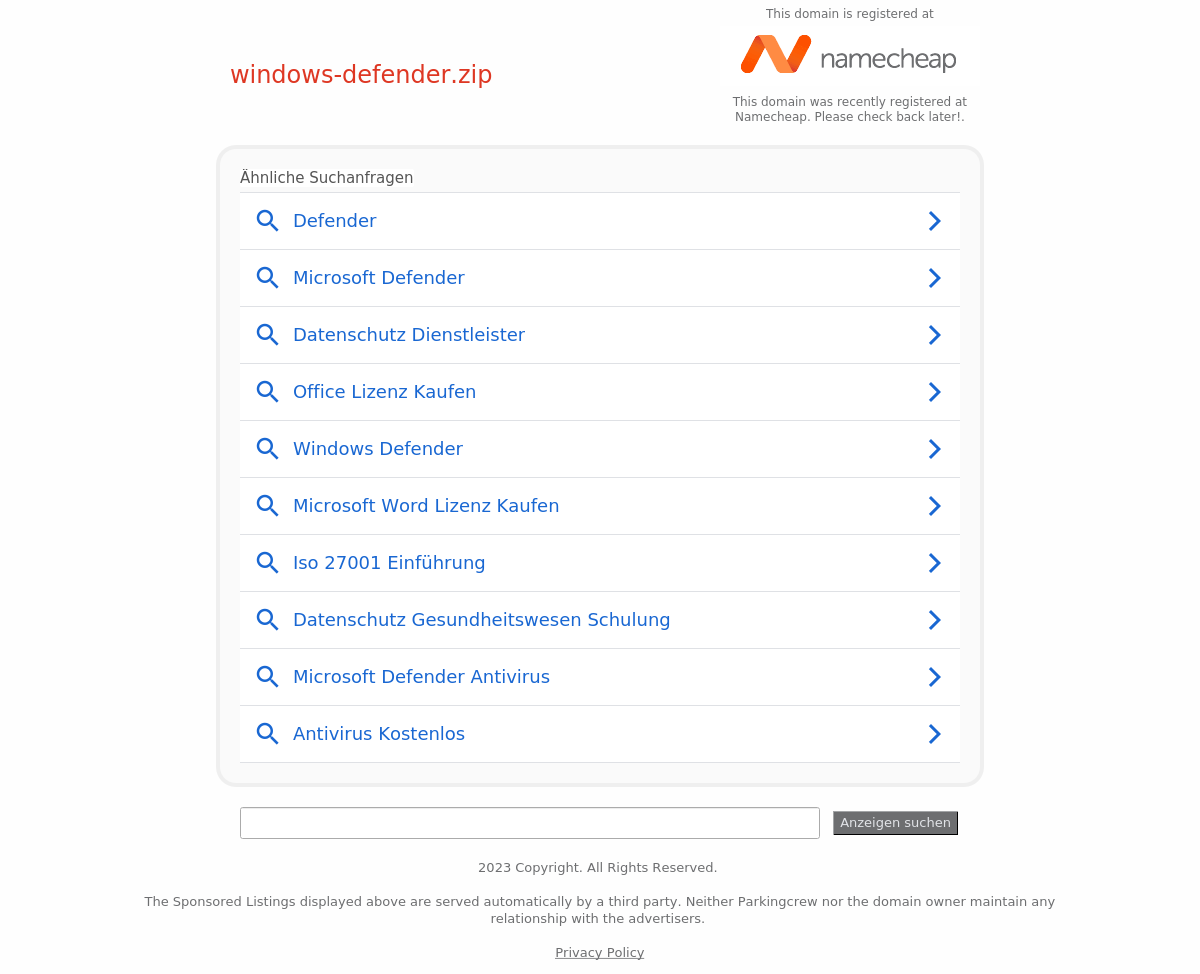 This domain is registered at
namecheap
windows-defender.zip
This domain was recently registered at
Namecheap. Please check back later!.
Ähnliche Suchanfragen
Defender
Microsoft Defender
Datenschutz Dienstleister
Office Lizenz Kaufen
Windows Defender
Microsoft Word Lizenz Kaufen
Iso 27001 Einführung
Datenschutz Gesundheitswesen Schulung
Microsoft Defender Antivirus
Antivirus Kostenlos
Anzeigen suchen
2023 Copyright. All Rights Reserved.
The Sponsored Listings displayed above are served automatically by a third party. Neither Parkingcrew nor the domain owner maintain any
relationship with the advertisers.
Privacy Policy